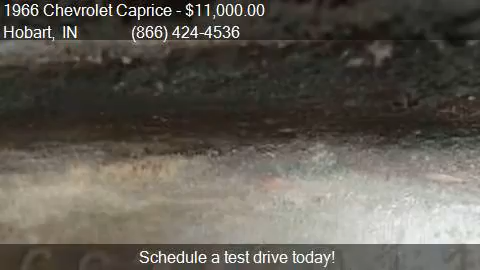 1966 Chevrolet Caprice - $11,000.00
Hobart, IN (866) 424-4536
Schedule a test drive today!